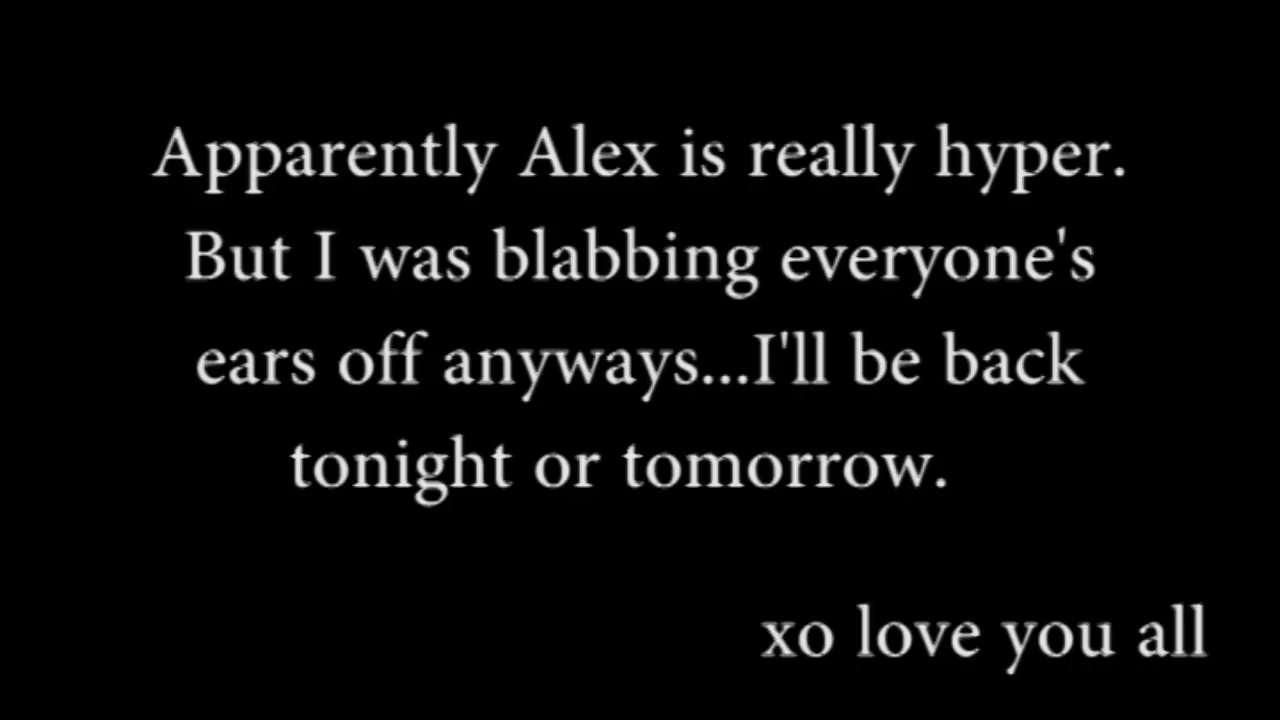 Apparently Alex is really hyper.
But I was blabbing everyone's
ears off anyways...I'll be back
tonight or tomorrow.
xo love you all